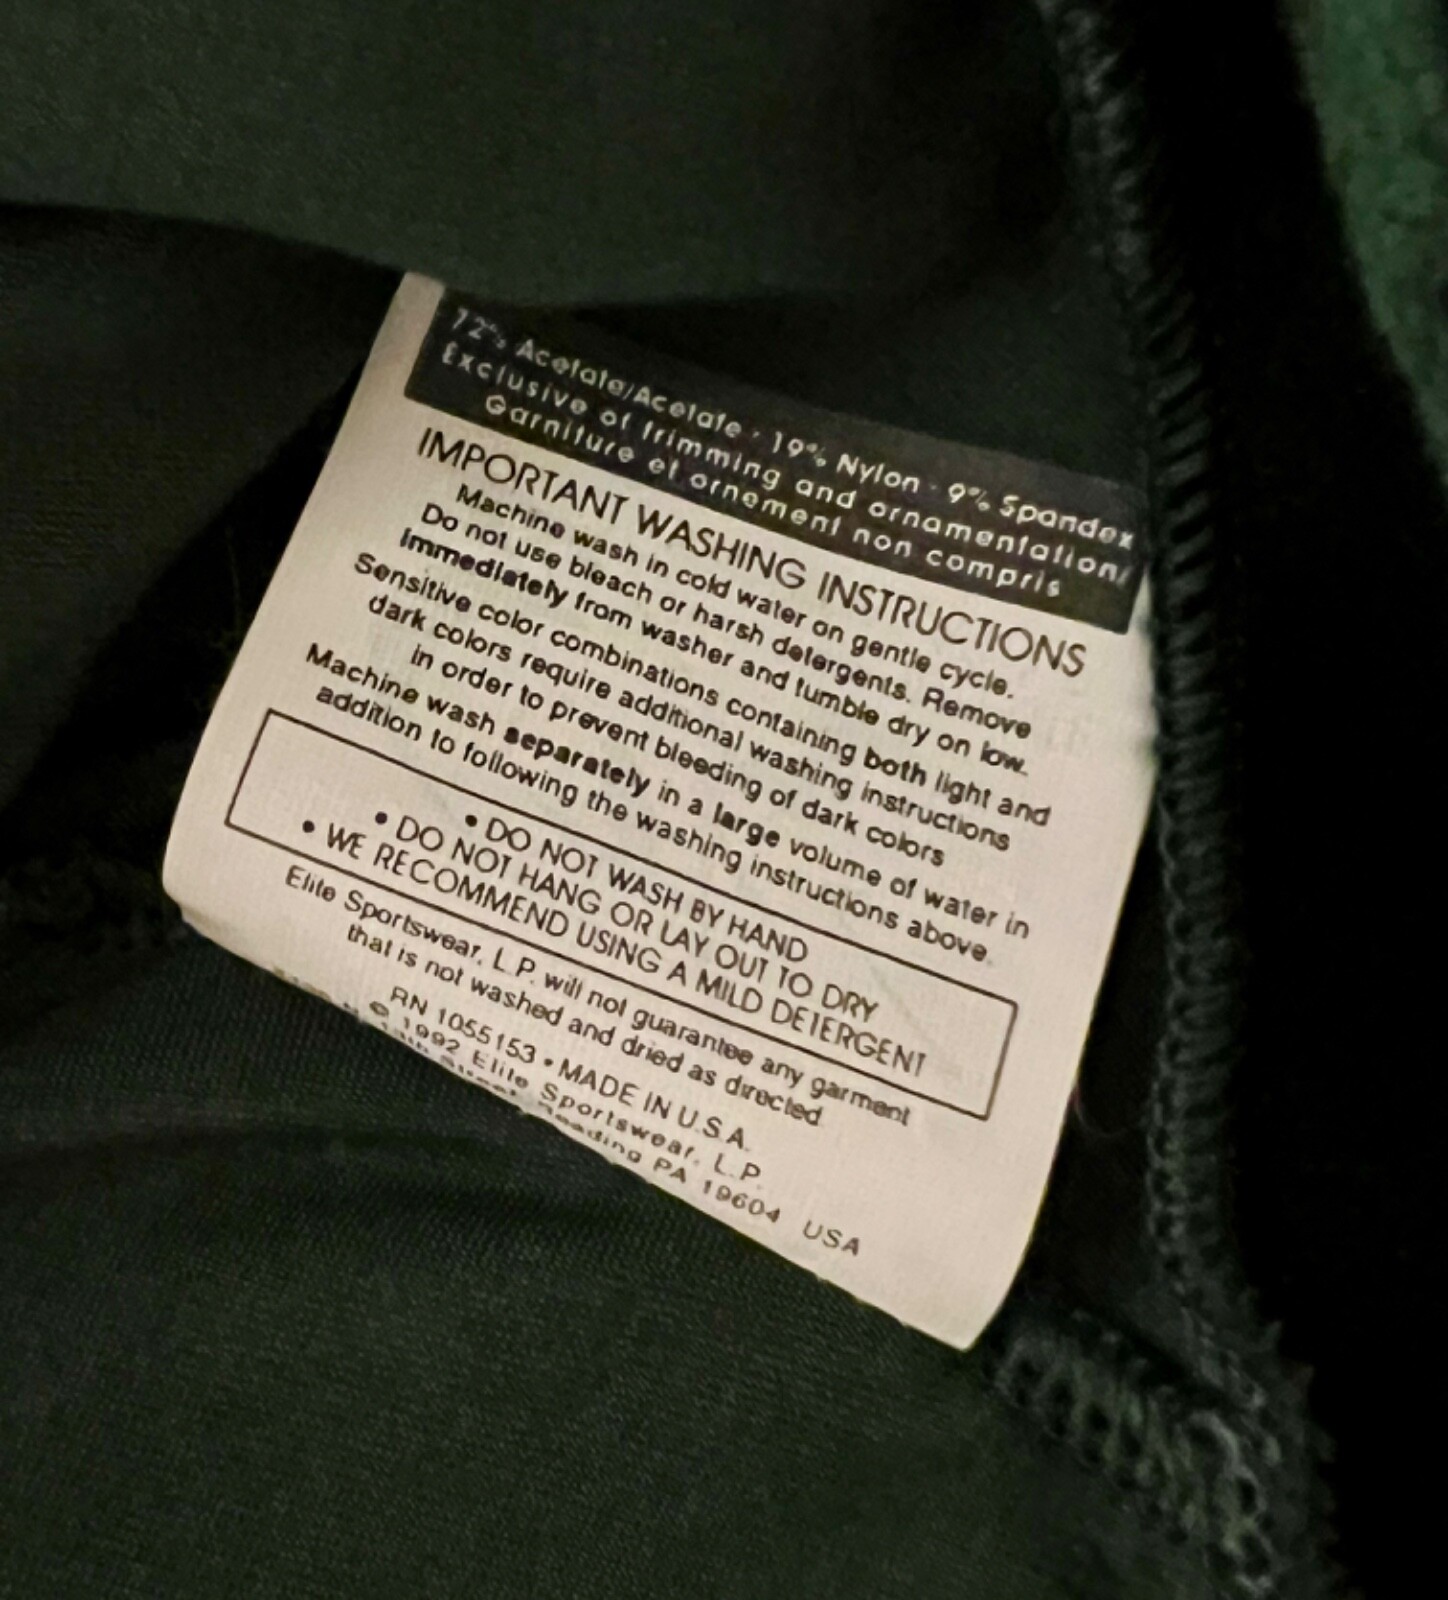 72% Acetate/Acetate · 19% Nylon · 9% Spandex
Exclusive of trimming and ornamentation/
Garniture et ornement non compris
IMPORTANT WASHING INSTRUCTIONS
Machine wash in cold water on gentle cycle.
Do not use bleach or harsh detergents. Remove
immediately from washer and tumble dry on low.
Sensitive color combinations containing both light and
dark colors require additional washing instructions
in order to prevent bleeding of dark colors
Machine wash separately in a large volume of water in
addition to following the washing instructions above.
• DO NOT WASH BY HAND
• DO NOT HANG OR LAY OUT TO DRY
• WE RECOMMEND USING A MILD DETERGENT
Elite Sportswear, L.P. will not guarantee any garment
that is not washed and dried as directed
RN 1055153 • MADE IN U.S.A.
© 1992 Elite Sportswear, L.P.
Reading PA 19604 USA